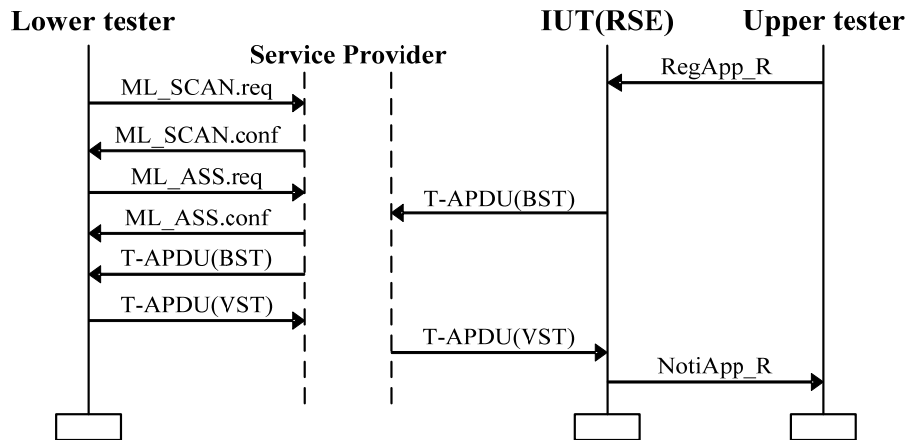 Lower tester
IUT(RSE)
Upper tester
Service Provider
RegApp_R
ML_SCAN.req
ML_SCAN.conf
ML_ASS.req
T-APDU(BST)
ML_ASS.conf
T-APDU(BST)
T-APDU(VST)
T-APDU(VST)
NotiApp_R